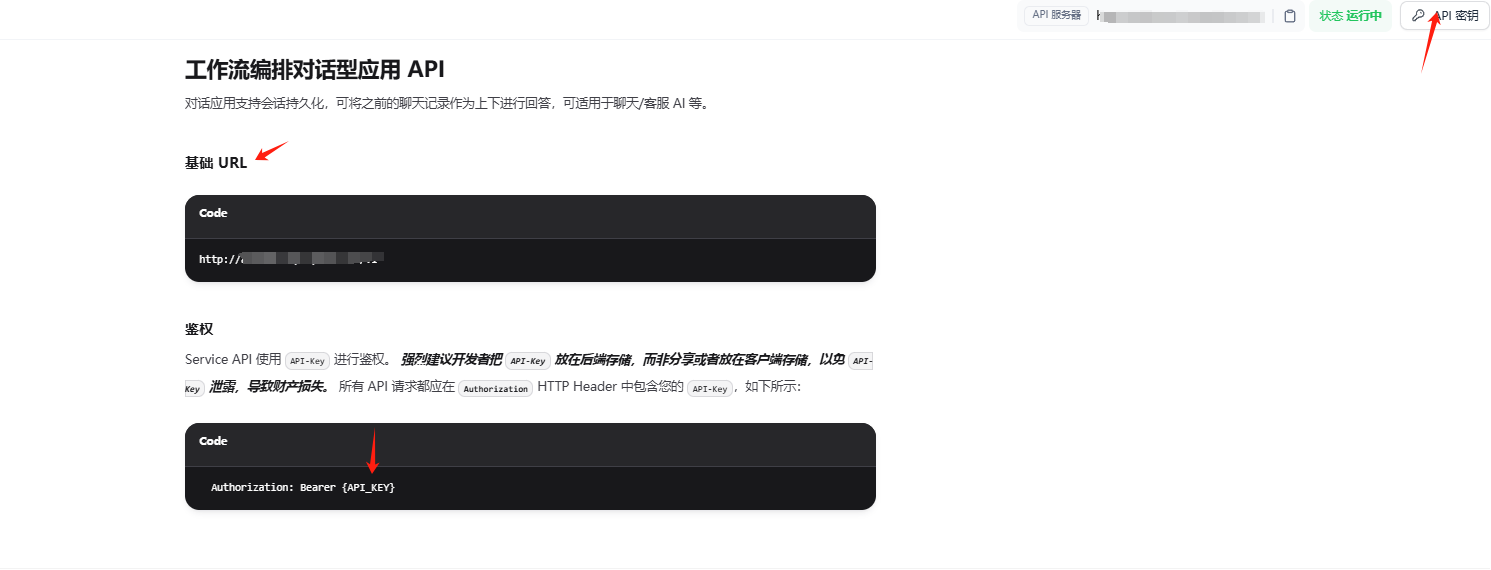 API 服务器
状态 运行中
API 密钥
工作流编排对话型应用 API
对话应用支持会话持久化，可将之前的聊天记录作为上下进行回答，可适用于聊天/客服 AI 等。
基础 URL
Code
http://
鉴权
Service API 使用 API-Key 进行鉴权。 强烈建议开发者把 API-Key 放在后端存储，而非分享或者放在客户端存储，以免 API-
Key 泄露，导致财产损失。 所有 API 请求都应在 Authorization HTTP Header 中包含您的 API-Key，如下所示：
Code
Authorization: Bearer {API_KEY}